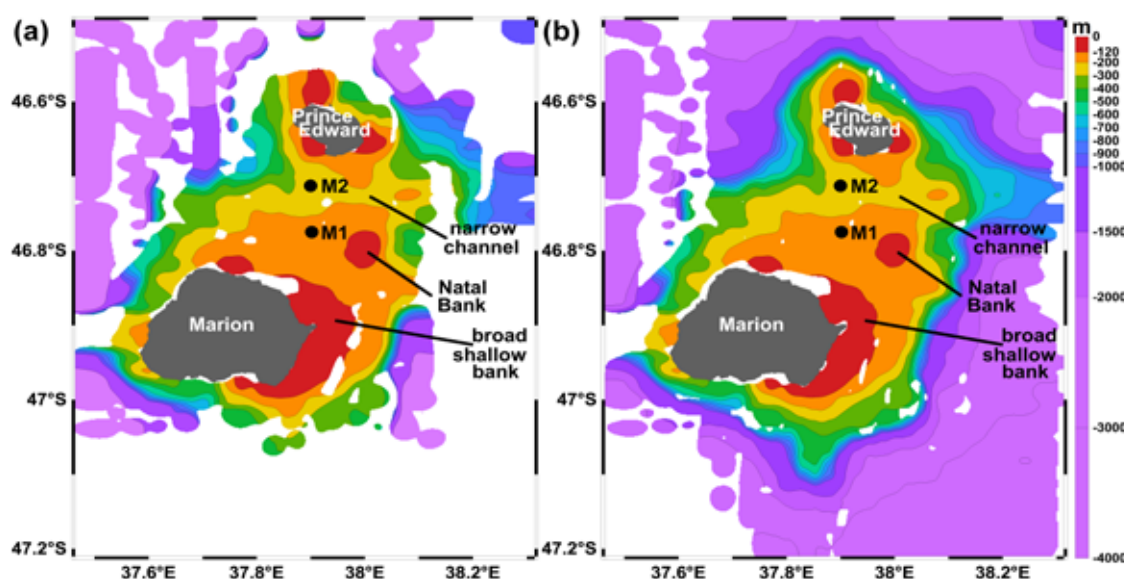 (a)
(b)
m
0
-120
-200
-300
-400
-500
-600
-700
-800
-1000
-1500
-2000
-3000
-4000
46.6°S
46.8°S
47°S
47.2°S
Prince
Edward
M2
M1
narrow
channel
Natal
Bank
Marion
broad
shallow
bank
37.6°E
37.8°E
38°E
38.2°E
Prince
Edward
M2
M1
narrow
channel
Natal
Bank
Marion
broad
shallow
bank
37.6°E
37.8°E
38°E
38.2°E